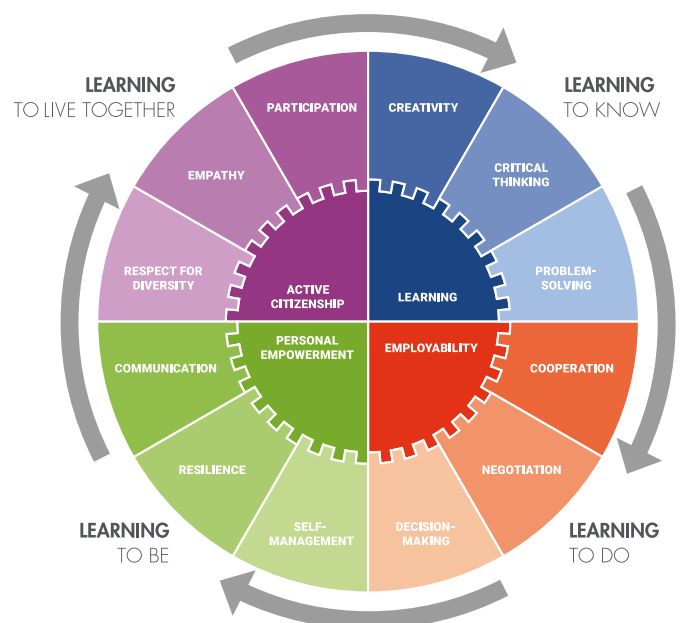 LEARNING
TO LIVE TOGETHER
LEARNING
TO KNOW
PARTICIPATION
CREATIVITY
EMPATHY
CRITICAL
THINKING
RESPECT FOR
DIVERSITY
PROBLEM-
SOLVING
ACTIVE
CITIZENSHIP
LEARNING
PERSONAL
EMPOWERMENT
EMPLOYABILITY
COMMUNICATION
COOPERATION
RESILIENCE
NEGOTIATION
SELF-
MANAGEMENT
DECISION-
MAKING
LEARNING
TO BE
LEARNING
TO DO